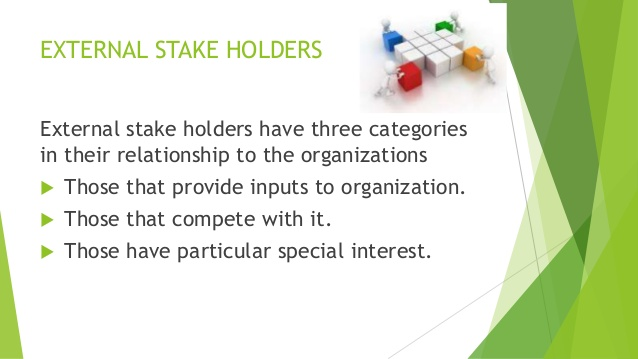 EXTERNAL STAKE HOLDERS
External stake holders have three categories
in their relationship to the organizations
Those that provide inputs to organization.
Those that compete with it.
Those have particular special interest.